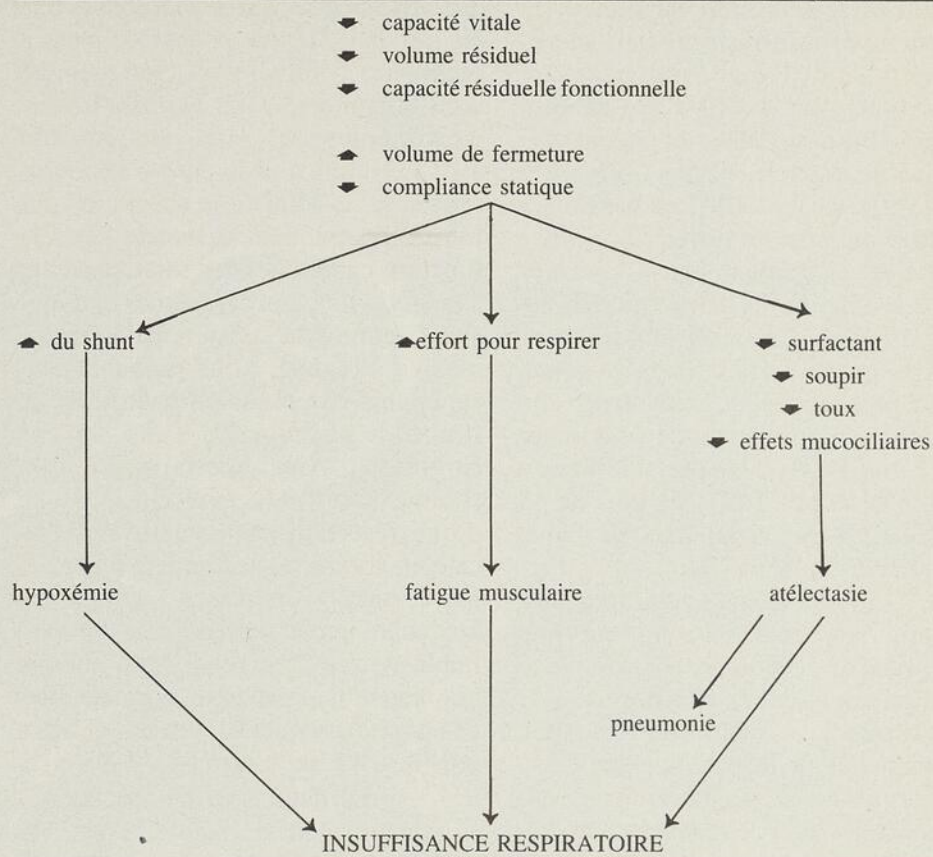 capacité vitale
volume résiduel
capacité résiduelle fonctionnelle
volume de fermeture
compliance statique
du shunt
effort pour respirer
surfactant
soupir
toux
effets mucociliaires
hypoxémie
fatigue musculaire
atélectasie
pneumonie
INSUFFISANCE RESPIRATOIRE